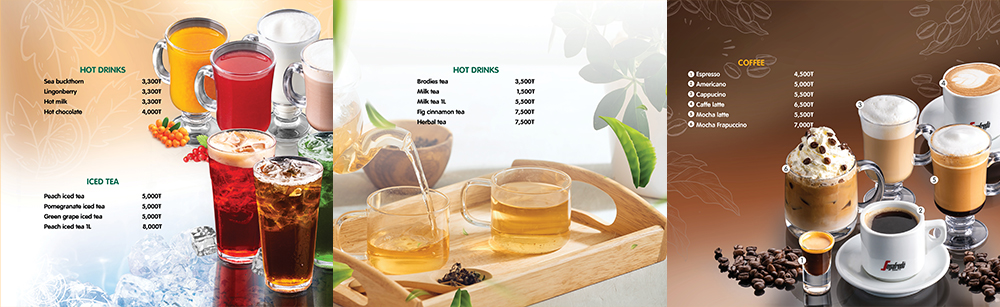 HOT DRINKS
Sea buckthorn 3,300₮
Lingonberry 3,300₮
Hot milk 3,300₮
Hot chocolate 4,000₮
ICED TEA
Peach iced tea 5,000₮
Pomegranate iced tea 5,000₮
Green grape iced tea 5,000₮
Peach iced tea 1L 8,000₮
HOT DRINKS
Brodies tea 3,500₮
Milk tea 1,500₮
Milk tea 1L 5,500₮
Fig cinnamon tea 7,500₮
Herbal tea 7,500₮
COFFEE
1 Espresso 4,500₮
2 Americano 5,000₮
3 Cappucino 5,500₮
4 Caffe latte 6,500₮
5 Mocha latte 5,500₮
6 Mocha Frapuccino 7,000₮
3
6
5
2
1
Segafredo